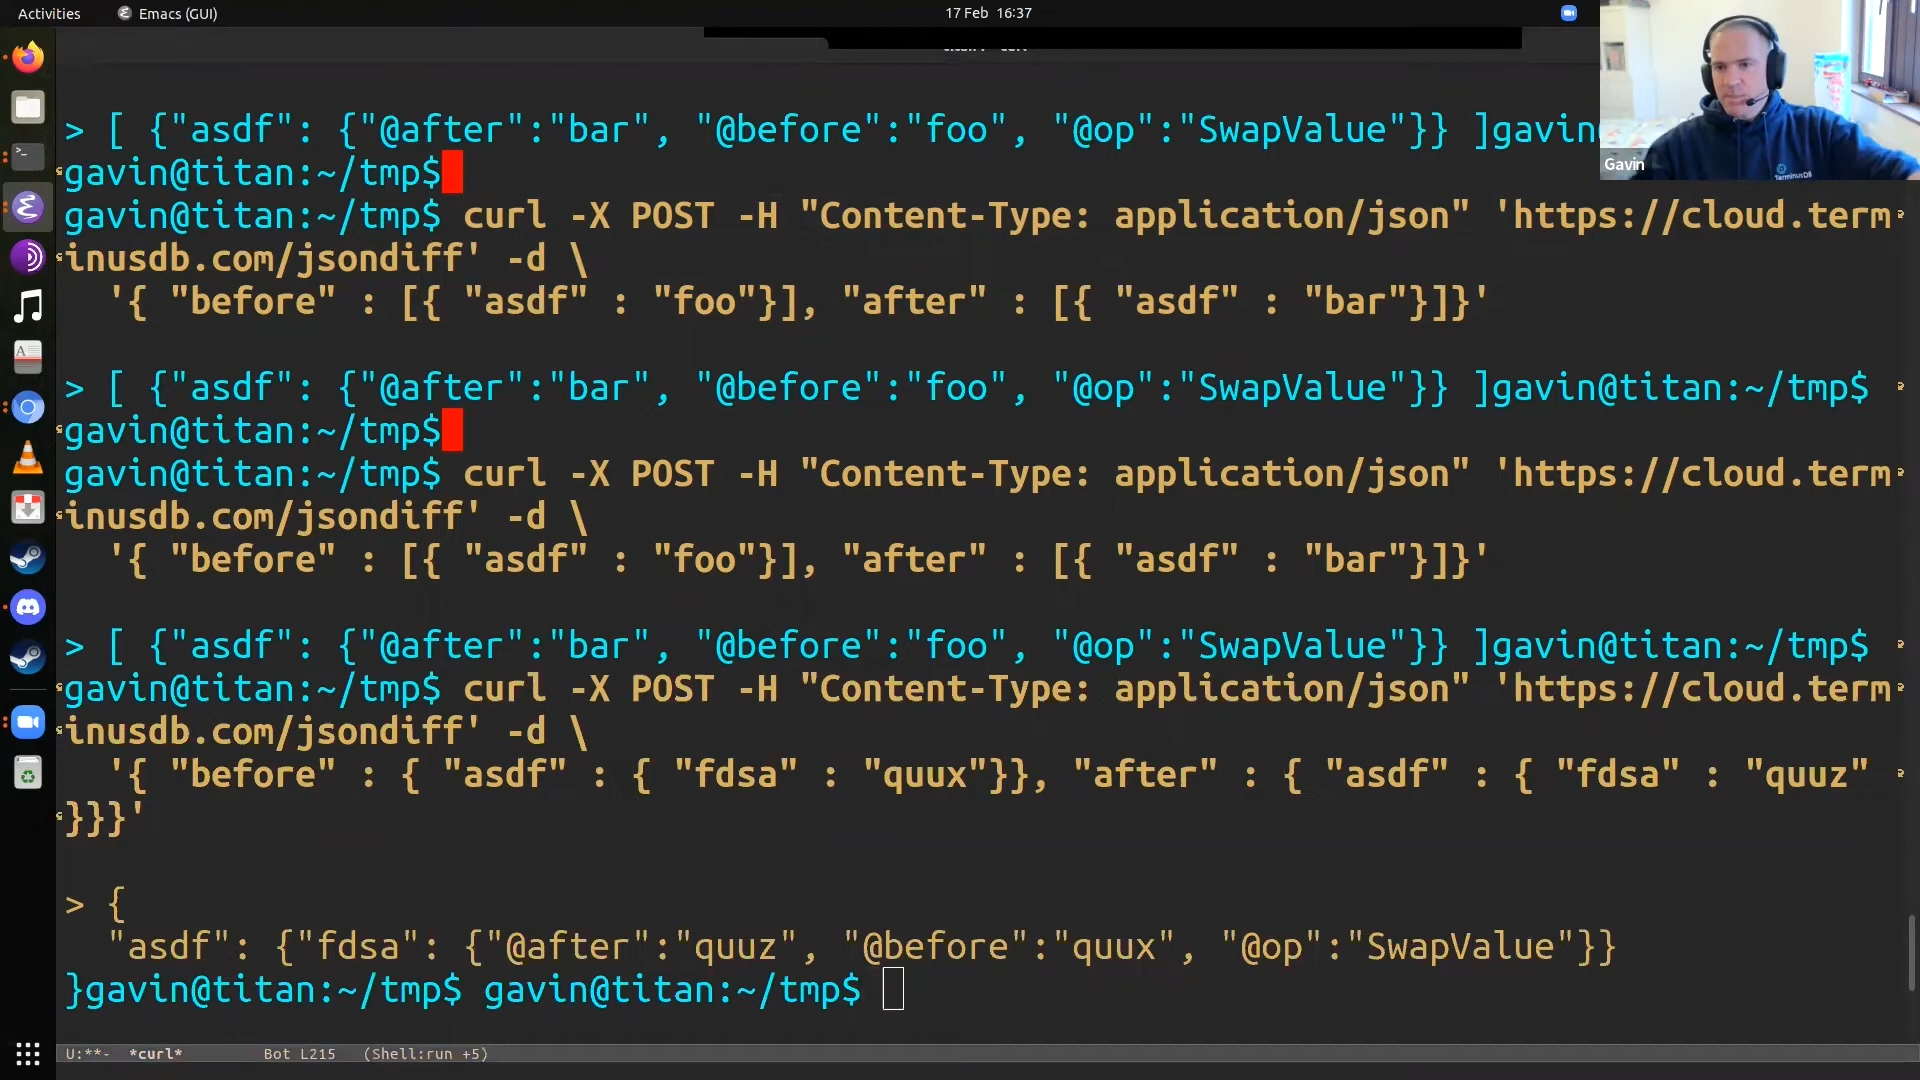 Activities
Emacs (GUI)
17 Feb 16:37
> [ {"asdf": {"@after":"bar", "@before":"foo", "@op":"SwapValue"}} ]gavin
gavin@titan:~/tmp$
gavin@titan:~/tmp$ curl -X POST -H "Content-Type: application/json" 'https://cloud.term
inusdb.com/jsondiff' -d \
'{ "before" : [{ "asdf" : "foo"}], "after" : [{ "asdf" : "bar"}]}'
> [ {"asdf": {"@after":"bar", "@before":"foo", "@op":"SwapValue"}} ]gavin@titan:~/tmp$
gavin@titan:~/tmp$
gavin@titan:~/tmp$ curl -X POST -H "Content-Type: application/json" 'https://cloud.term
inusdb.com/jsondiff' -d \
'{ "before" : [{ "asdf" : "foo"}], "after" : [{ "asdf" : "bar"}]}'
> [ {"asdf": {"@after":"bar", "@before":"foo", "@op":"SwapValue"}} ]gavin@titan:~/tmp$
gavin@titan:~/tmp$ curl -X POST -H "Content-Type: application/json" 'https://cloud.term
inusdb.com/jsondiff' -d \
'{ "before" : { "asdf" : { "fdsa" : "quux"}}, "after" : { "asdf" : { "fdsa" : "quuz"
}}}'
> {
"asdf": {"fdsa": {"@after":"quuz", "@before":"quux", "@op":"SwapValue"}}
}gavin@titan:~/tmp$ gavin@titan:~/tmp$
U:**- *curl* Bot L215 (Shell:run +5)
Gavin
TerminusDB